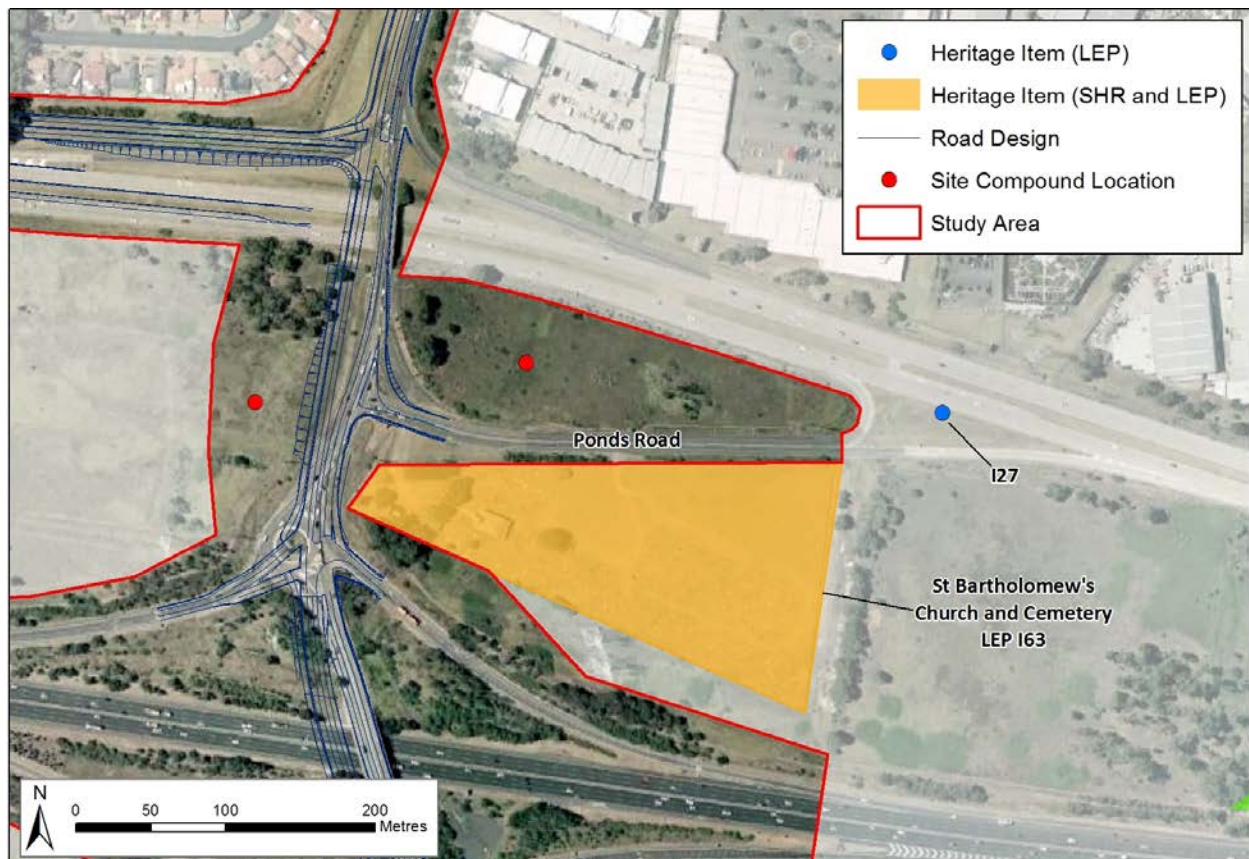 Heritage Item (LEP)
Heritage Item (SHR and LEP)
Road Design
Site Compound Location
Study Area
Ponds Road
I27
St Bartholomew's
Church and Cemetery
LEP I63
N
0 50 100 200
Metres